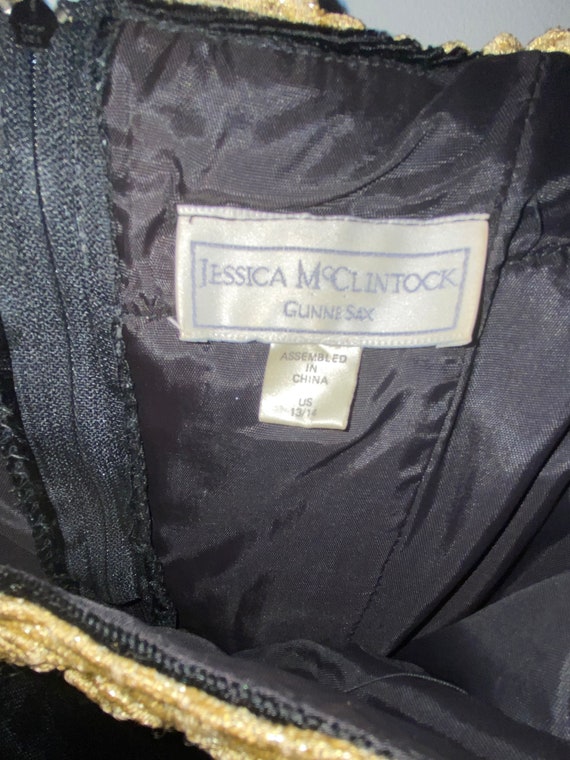 JESSICA McCLINTOCK
GUNNE SAX
ASSEMBLED
IN
CHINA
US
13/14